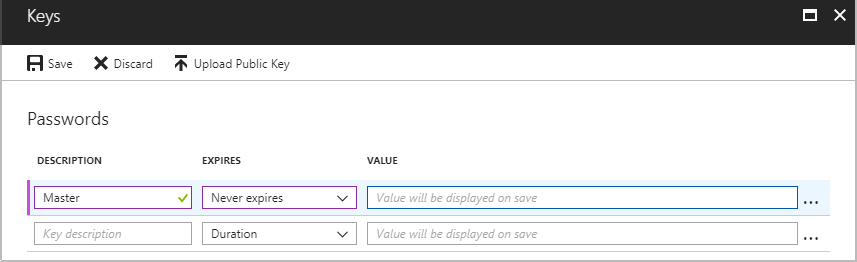 Keys
Save Discard Upload Public Key
Passwords
DESCRIPTION EXPIRES VALUE
Master Never expires Value will be displayed on save ...
Key description Duration Value will be displayed on save ...